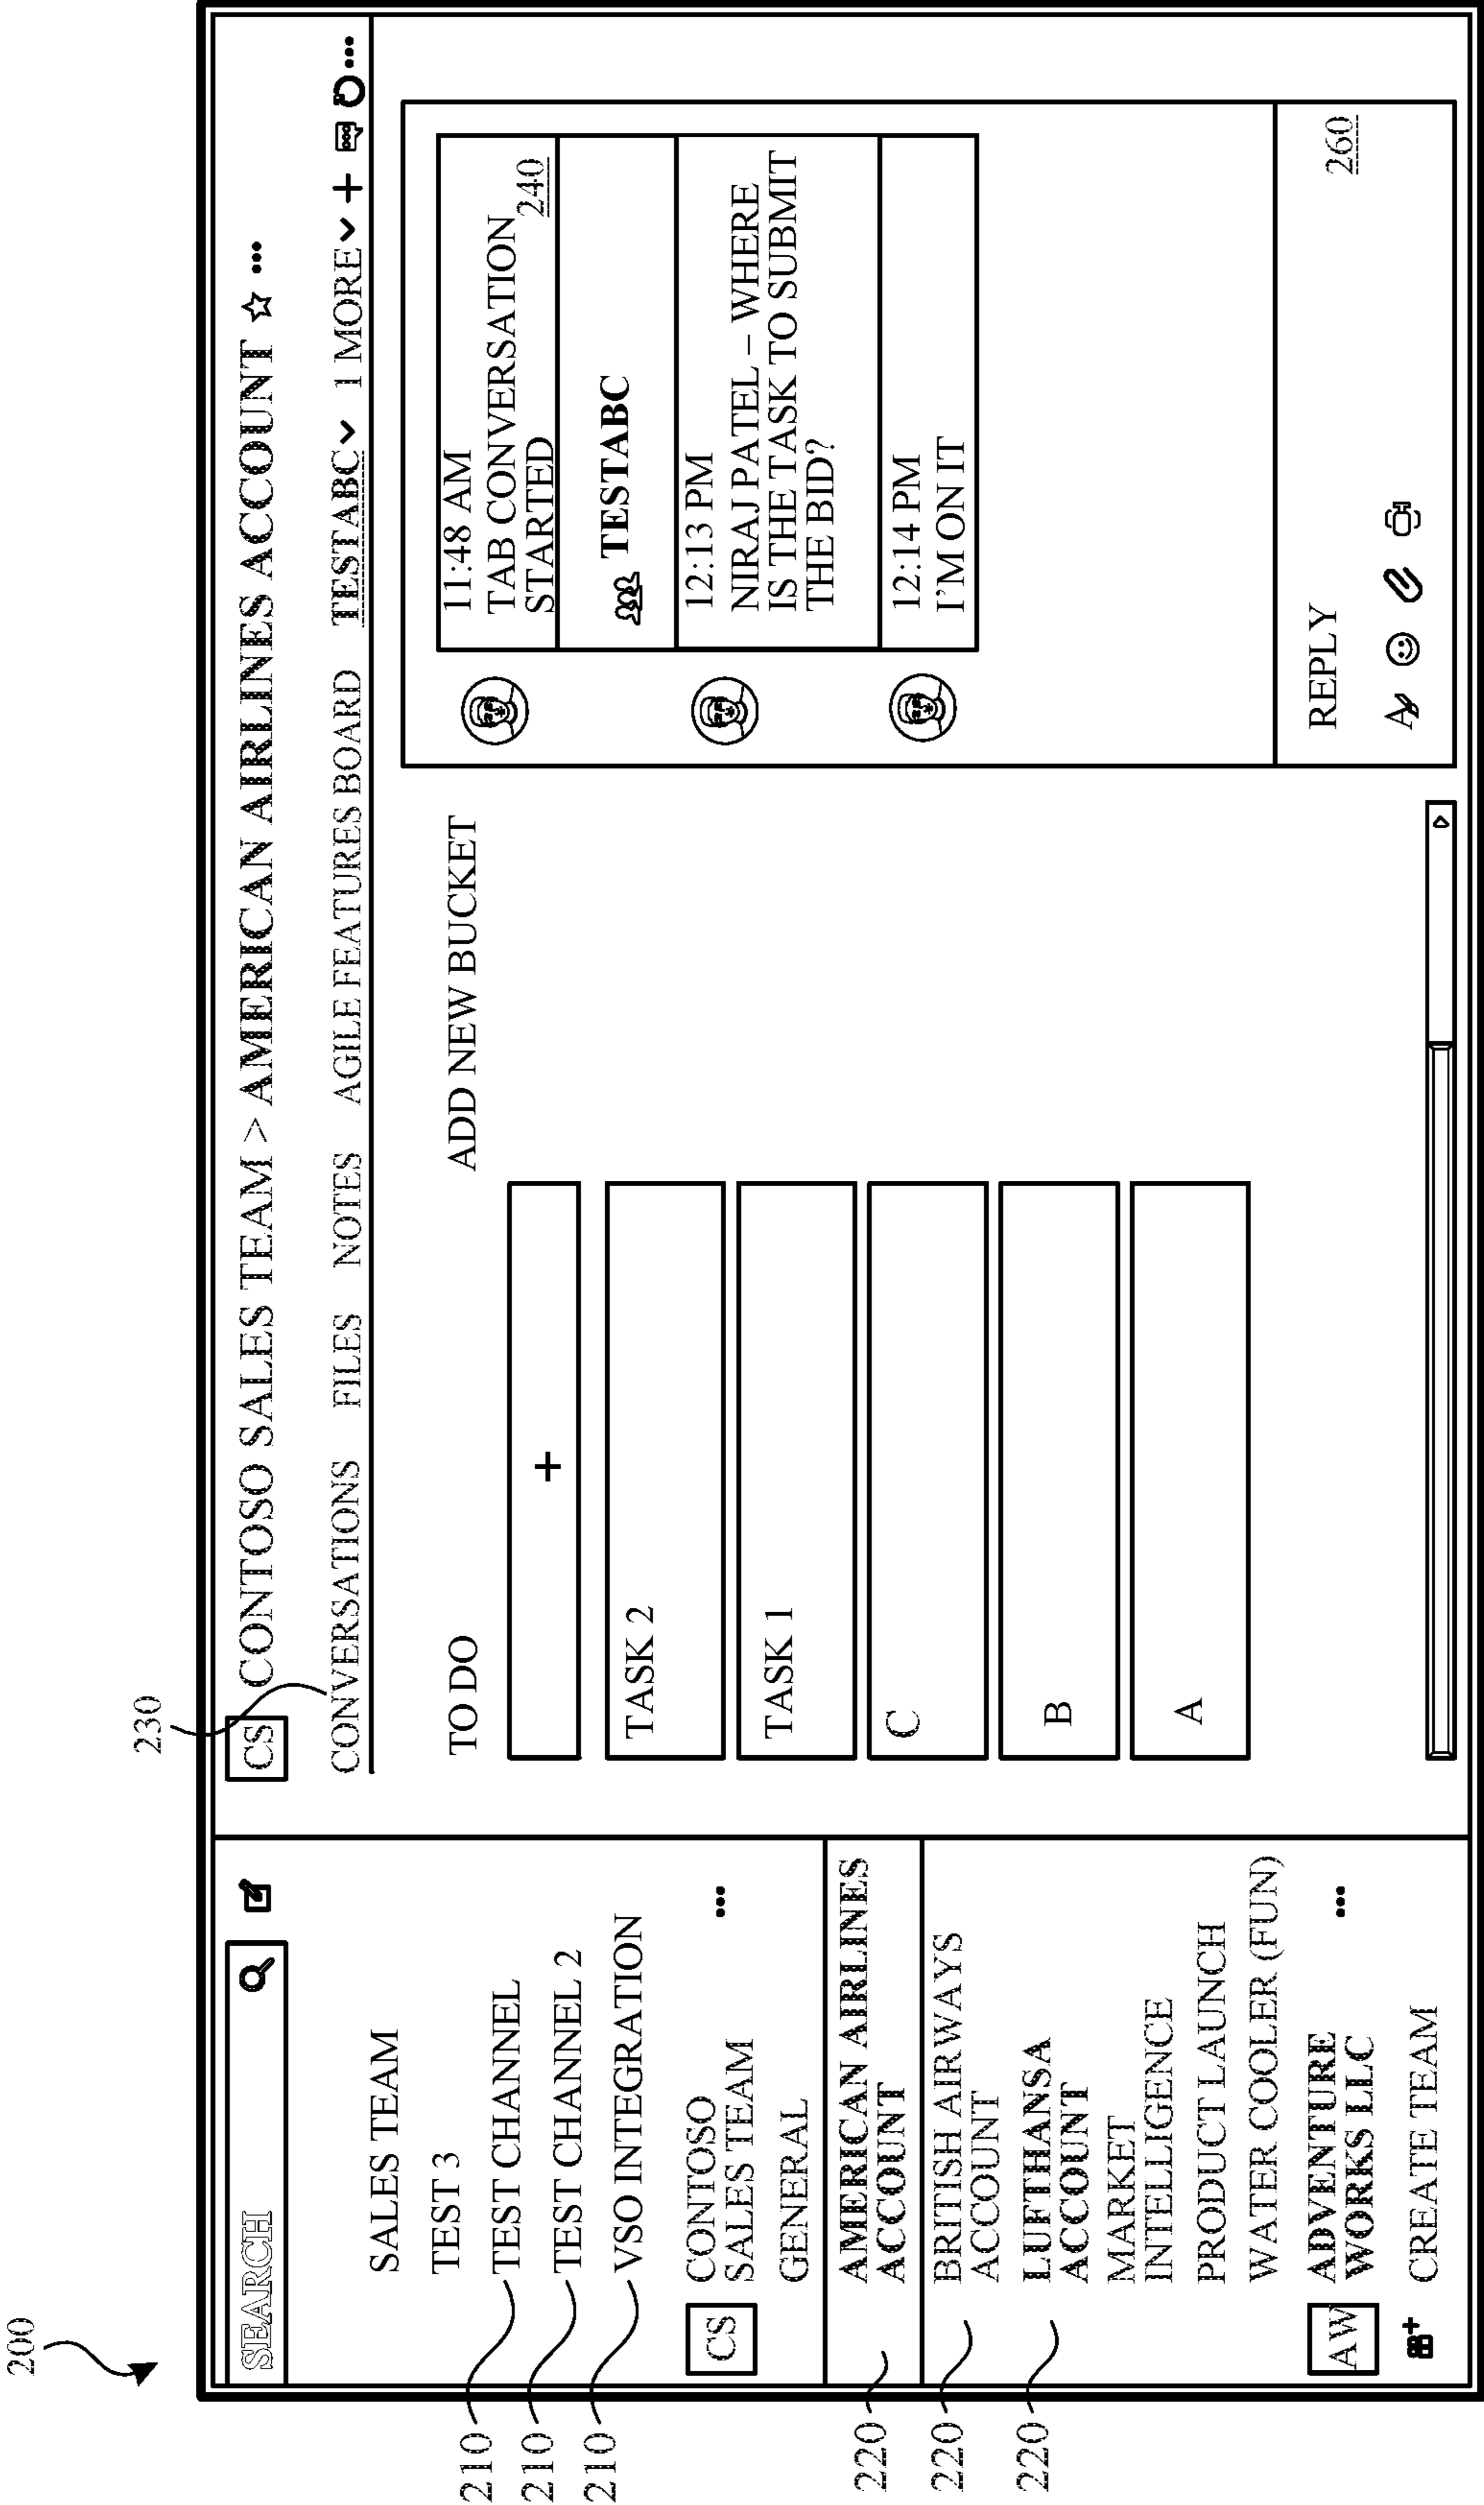 200
230
SEARCH
SALES TEAM
TEST 3
210
TEST CHANNEL
210
TEST CHANNEL 2
210
VSO INTEGRATION
CS
CONTOSO
SALES TEAM
GENERAL
220
AMERICAN AIRLINES
ACCOUNT
220
BRITISH AIRWAYS
ACCOUNT
220
LUFTHANSA
ACCOUNT
MARKET
INTELLIGENCE
PRODUCT LAUNCH
WATER COOLER (FUN)
AW
ADVENTURE
WORKS LLC
CREATE TEAM
CS CONTOSO SALES TEAM > AMERICAN AIRLINES ACCOUNT
CONVERSATIONS FILES NOTES AGILE FEATURES BOARD TESTABC 1 MORE
TO DO ADD NEW BUCKET
+
TASK 2
TASK 1
C
B
A
11:48 AM
TAB CONVERSATION
STARTED
240
TESTABC
12:13 PM
NIRAJ PATEL – WHERE
IS THE TASK TO SUBMIT
THE BID?
12:14 PM
I'M ON IT
REPLY
260